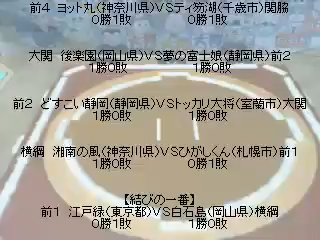 前4 ヨット丸(神奈川県)VSティ笏湖(千歳市)関脇
0勝1敗 0勝1敗
大関 後楽園(岡山県)VS夢の富士娘(静岡県)前2
1勝0敗 1勝0敗
前2 どすこい静岡(静岡県)VSトッカリ大将(室蘭市)大関
1勝0敗 1勝0敗
横綱 湘南の風(神奈川県)VSひがしくん(札幌市)前1
1勝0敗 0勝1敗
【結びの一番】
前1 江戸緑(東京都)VS白石島(岡山県)横綱
0勝1敗 1勝0敗